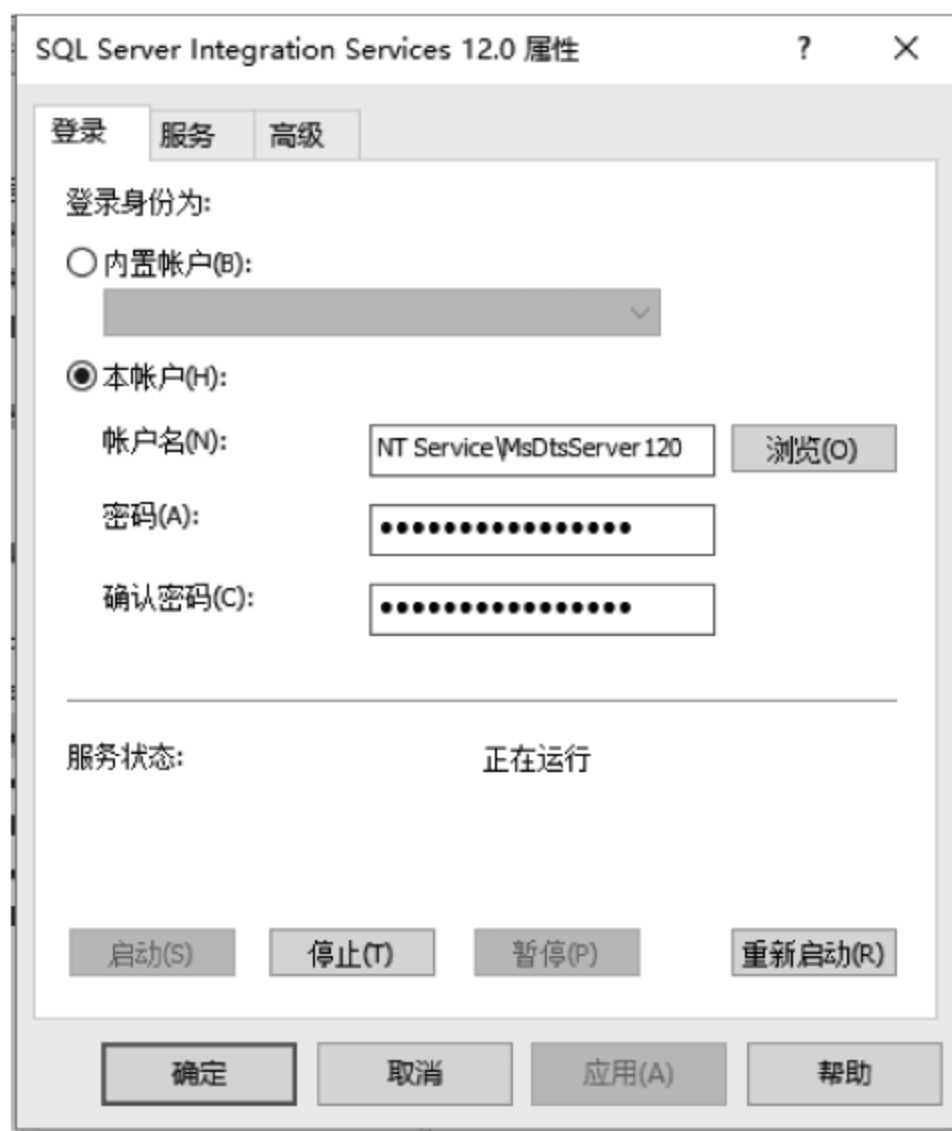 SQL Server Integration Services 12.0 属性 ? ×
登录 服务 高级
登录身份为:
内置帐户(B):
本帐户(H):
帐户名(N): NT Service\MsDtsServer120 浏览(O)
密码(A): ••••••••••••••••
确认密码(C): ••••••••••••••••
服务状态: 正在运行
启动(S) 停止(T) 暂停(P) 重新启动(R)
确定 取消 应用(A) 帮助